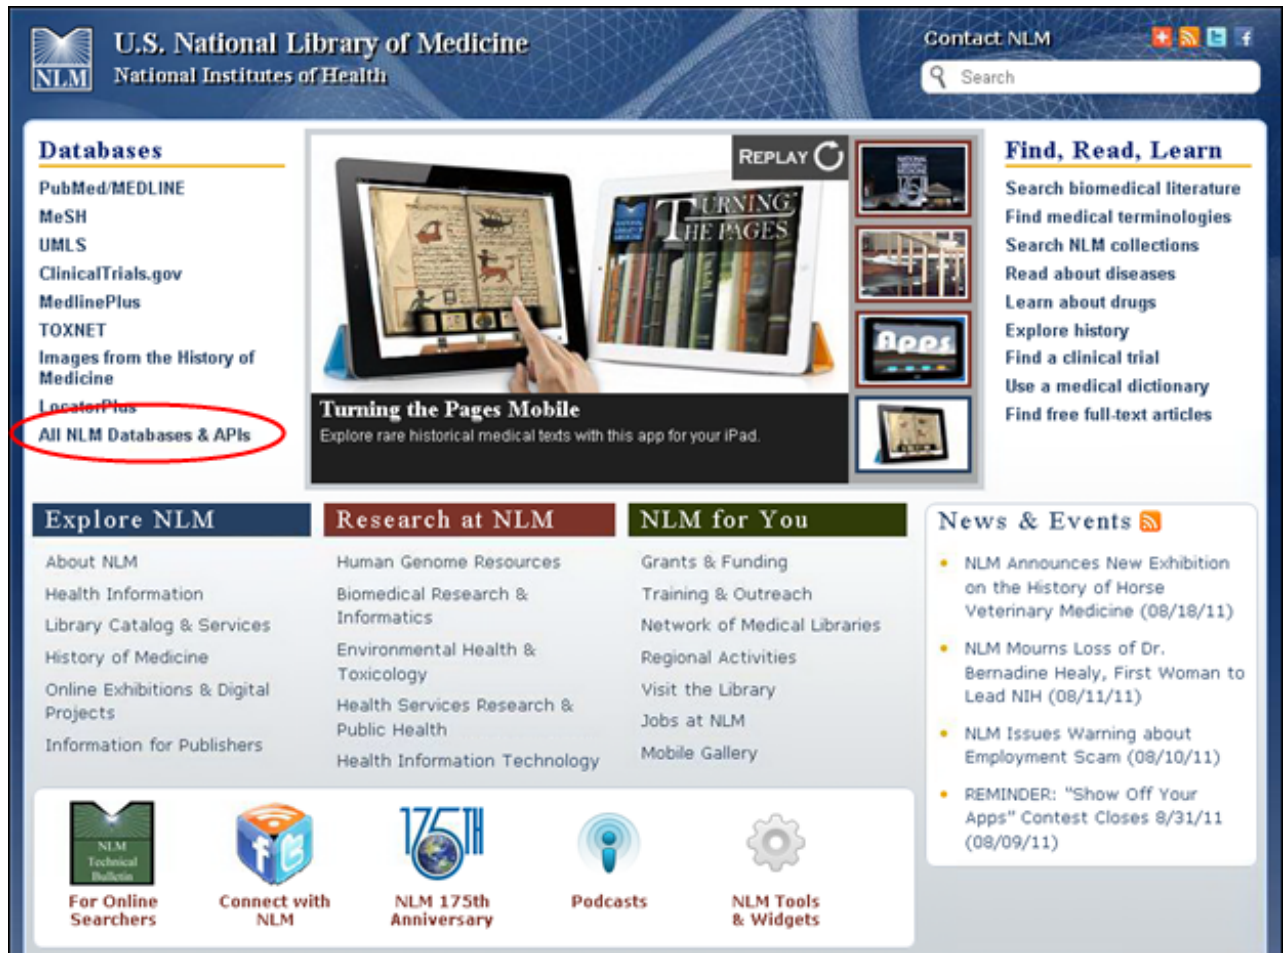 U.S. National Library of Medicine
National Institutes of Health
NLM
Contact NLM
Search
Databases
PubMed/MEDLINE
MeSH
UMLS
ClinicalTrials.gov
MedlinePlus
TOXNET
Images from the History of
Medicine
LocatorPlus
All NLM Databases & APIs
REPLAY
TURNING
THE PAGES
Apps
Turning the Pages Mobile
Explore rare historical medical texts with this app for your iPad.
Find, Read, Learn
Search biomedical literature
Find medical terminologies
Search NLM collections
Read about diseases
Learn about drugs
Explore history
Find a clinical trial
Use a medical dictionary
Find free full-text articles
Explore NLM
About NLM
Health Information
Library Catalog & Services
History of Medicine
Online Exhibitions & Digital
Projects
Information for Publishers
Research at NLM
Human Genome Resources
Biomedical Research &
Informatics
Environmental Health &
Toxicology
Health Services Research &
Public Health
Health Information Technology
NLM for You
Grants & Funding
Training & Outreach
Network of Medical Libraries
Regional Activities
Visit the Library
Jobs at NLM
Mobile Gallery
News & Events
NLM Announces New Exhibition
on the History of Horse
Veterinary Medicine (08/18/11)
NLM Mourns Loss of Dr.
Bernadine Healy, First Woman to
Lead NIH (08/11/11)
NLM Issues Warning about
Employment Scam (08/10/11)
REMINDER: "Show Off Your
Apps" Contest Closes 8/31/11
(08/09/11)
NLM
Technical
Bulletin
For Online
Searchers
Connect with
NLM
175TH
NLM 175th
Anniversary
Podcasts
NLM Tools
& Widgets